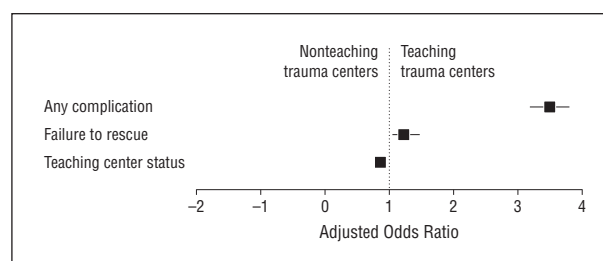 Nonteaching
trauma centers
Teaching
trauma centers
Any complication
Failure to rescue
Teaching center status
–2 –1 0 1 2 3 4
Adjusted Odds Ratio